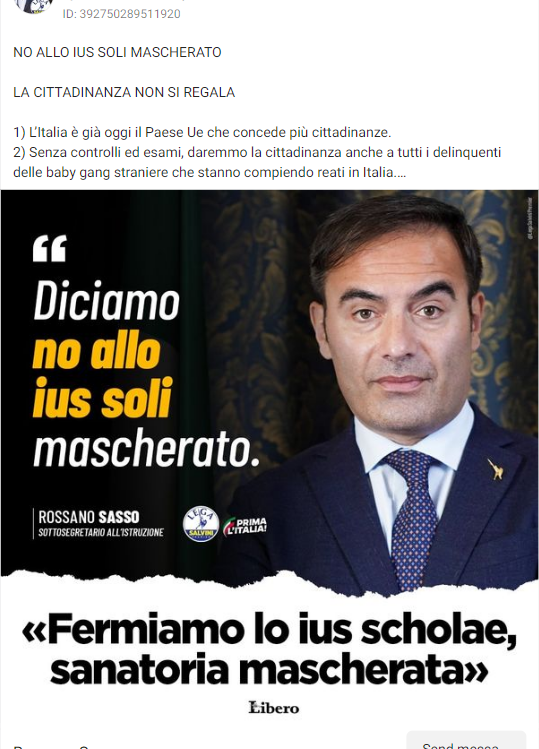 ID: 392750289511920
NO ALLO IUS SOLI MASCHERATO
LA CITTADINANZA NON SI REGALA
1) L'Italia è già oggi il Paese Ue che concede più cittadinanze.
2) Senza controlli ed esami, daremmo la cittadinanza anche a tutti i delinquenti
delle baby gang straniere che stanno compiendo reati in Italia....
“
Diciamo
no allo
ius soli
mascherato.
ROSSANO SASSO
SOTTOSEGRETARIO ALL'ISTRUZIONE
LEGA
SALVINI
PRIMA
L'ITALIA!
«Fermiamo lo ius scholae,
sanatoria mascherata»
Libero